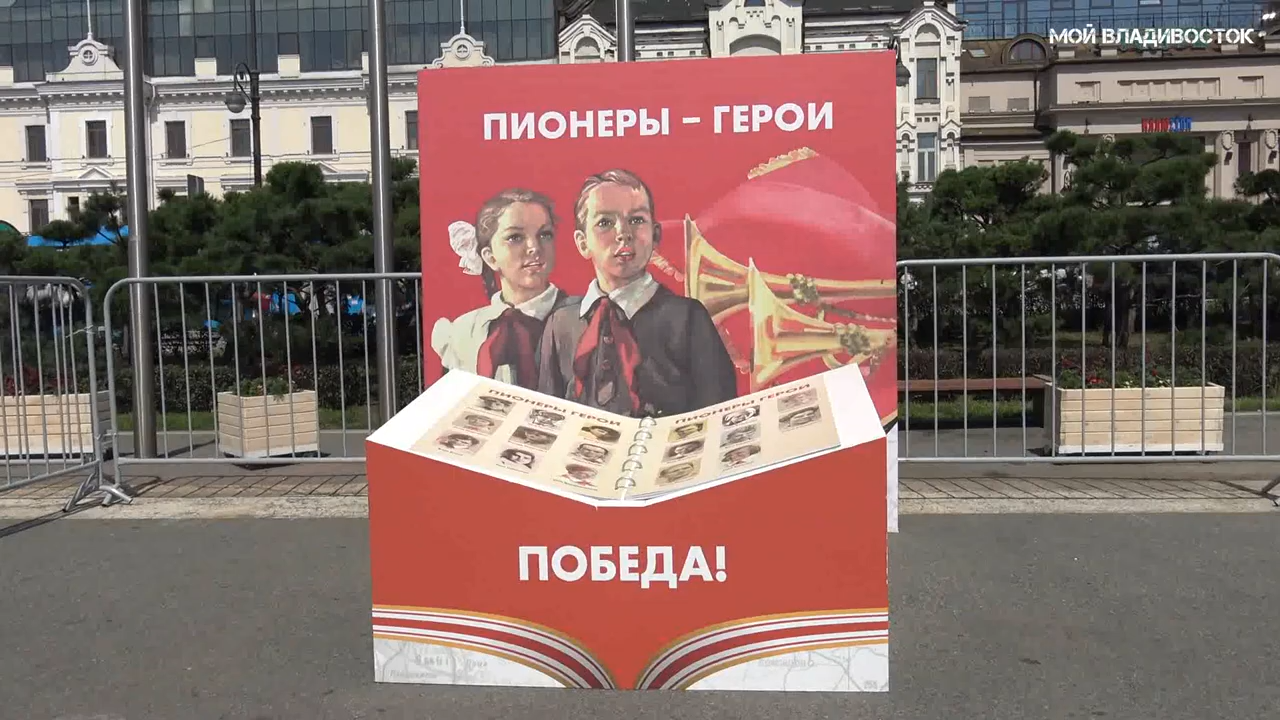 МОЙ ВЛАДИВОСТОК
ПИОНЕРЫ – ГЕРОИ
ПИОНЕРЫ ГЕРОИ
ПИОНЕРЫ ГЕРОИ
ПОБЕДА!